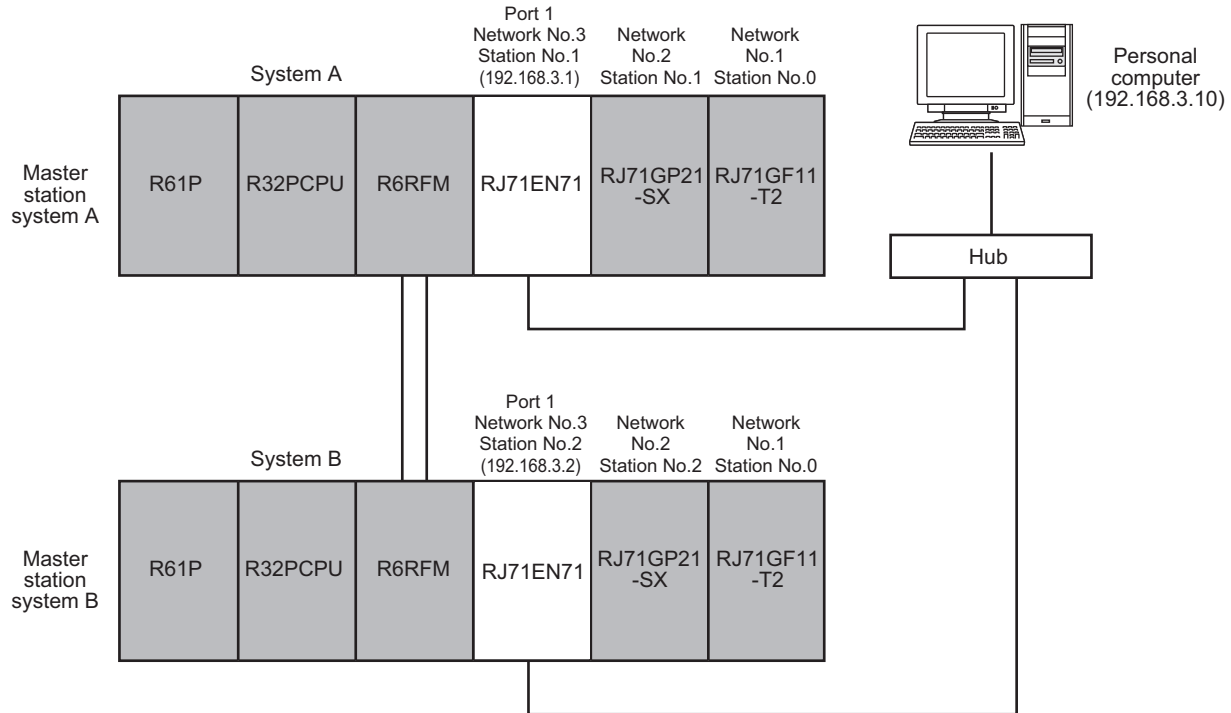 Port 1
Network No.3
Station No.1
(192.168.3.1)
Network
No.2
Station No.1
Network
No.1
Station No.0
System A
Personal
computer
(192.168.3.10)
Master
station
system A
R61P
R32PCPU
R6RFM
RJ71EN71
RJ71GP21
-SX
RJ71GF11
-T2
Hub
Port 1
Network No.3
Station No.2
(192.168.3.2)
Network
No.2
Station No.2
Network
No.1
Station No.0
System B
Master
station
system B
R61P
R32PCPU
R6RFM
RJ71EN71
RJ71GP21
-SX
RJ71GF11
-T2